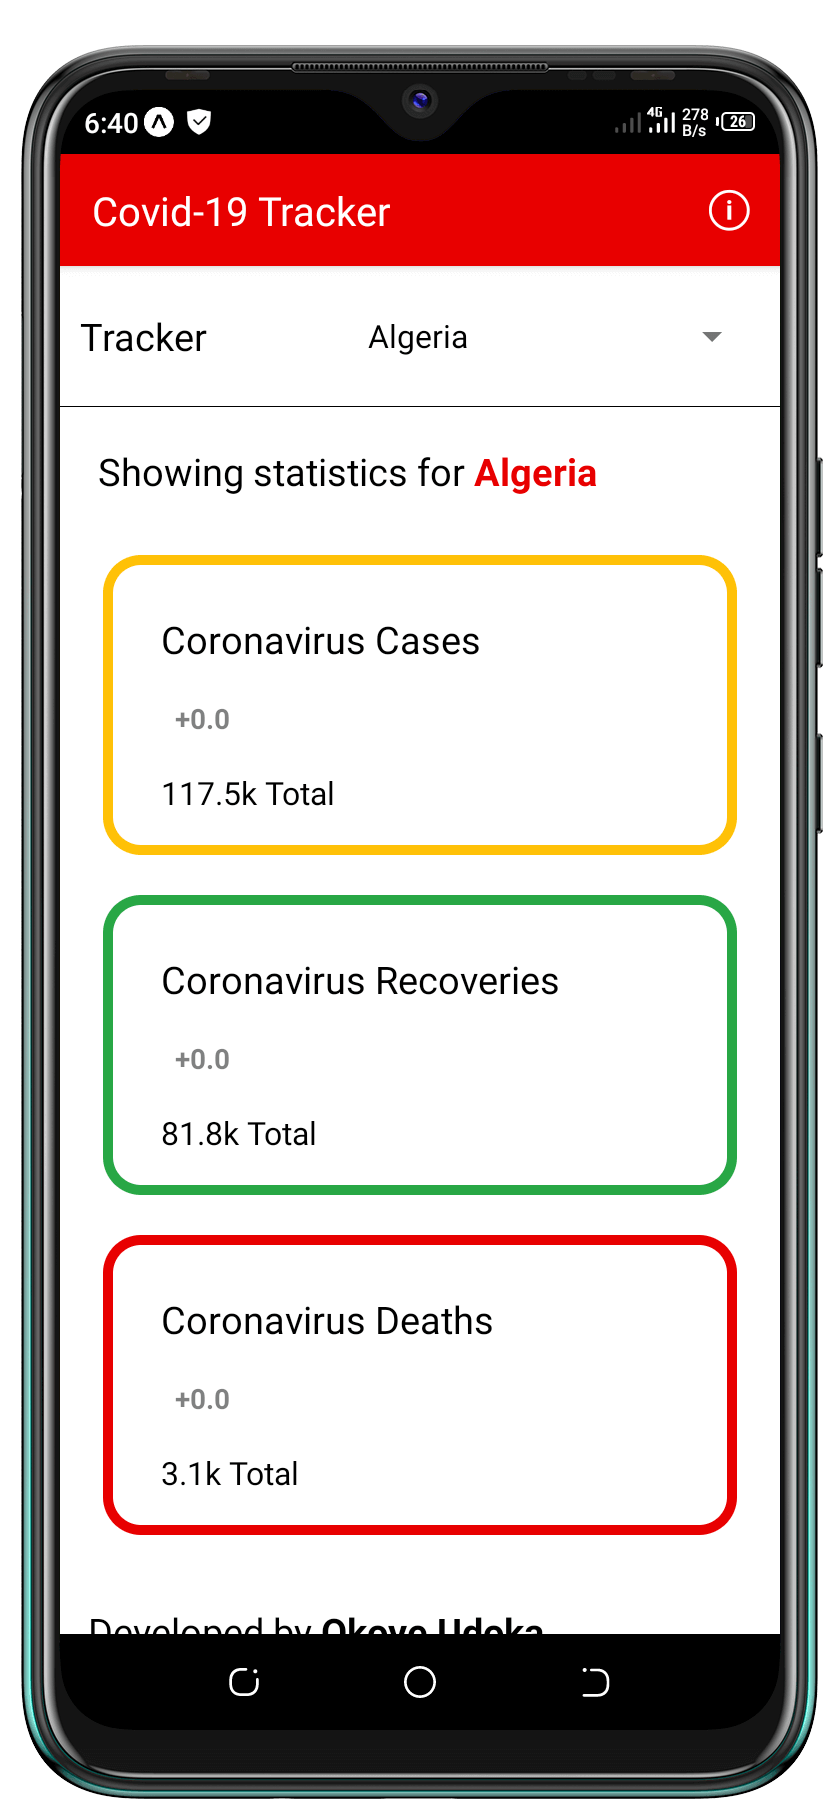 6:40
4G
278
B/s
26
Covid-19 Tracker
Tracker
Algeria
Showing statistics for Algeria
Coronavirus Cases
+0.0
117.5k Total
Coronavirus Recoveries
+0.0
81.8k Total
Coronavirus Deaths
+0.0
3.1k Total
Developed by Okoye Udoka